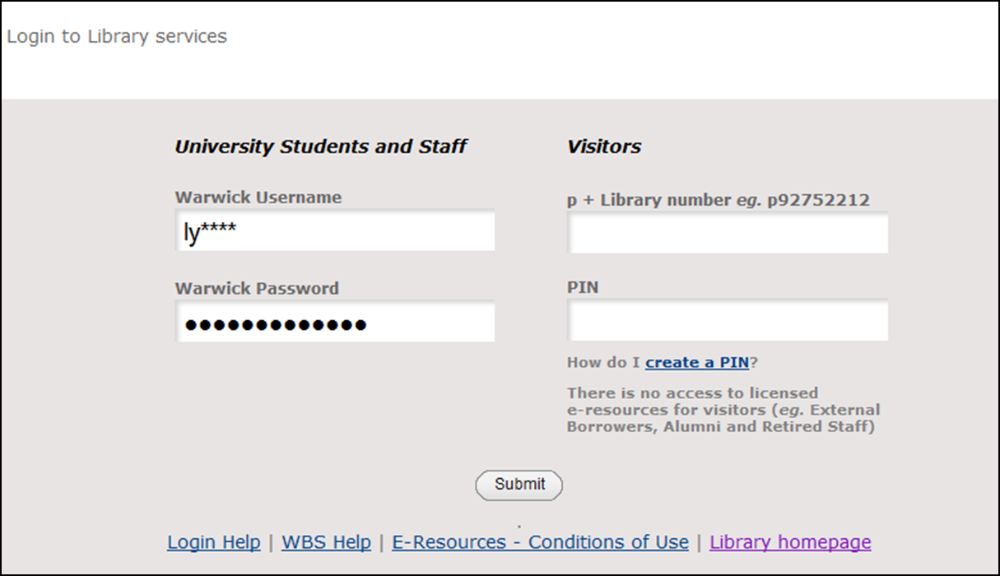 Login to Library services
University Students and Staff
Warwick Username
ly****
Warwick Password
●●●●●●●●●●●●●
Visitors
p + Library number eg. p92752212
PIN
How do I create a PIN?
There is no access to licensed
e-resources for visitors (eg. External
Borrowers, Alumni and Retired Staff)
Submit
.
Login Help | WBS Help | E-Resources - Conditions of Use | Library homepage